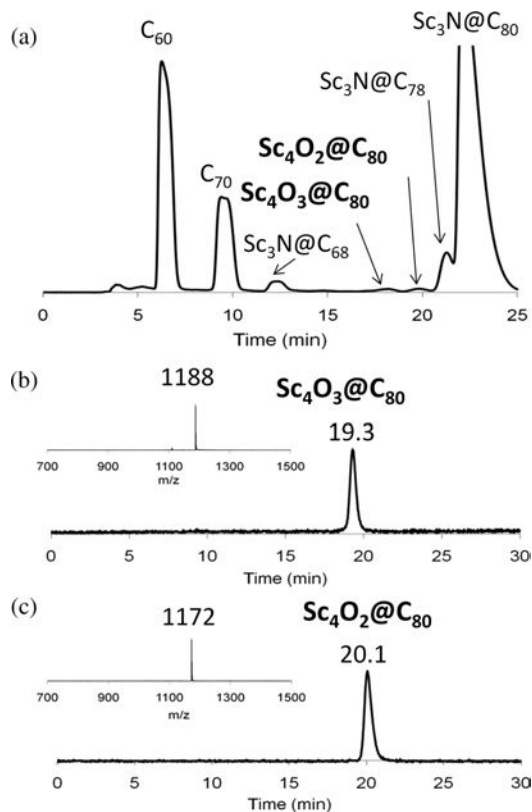 (a)
C60
C70
Sc3N@C68
Sc4O3@C80
Sc4O2@C80
Sc3N@C78
Sc3N@C80
0 5 10 15 20 25
Time (min)
(b)
1188
Sc4O3@C80
19.3
700 900 1100 1300 1500
m/z
0 5 10 15 20 25 30
Time (min)
(c)
1172
Sc4O2@C80
20.1
700 900 1100 1300 1500
m/z
0 5 10 15 20 25 30
Time (min)